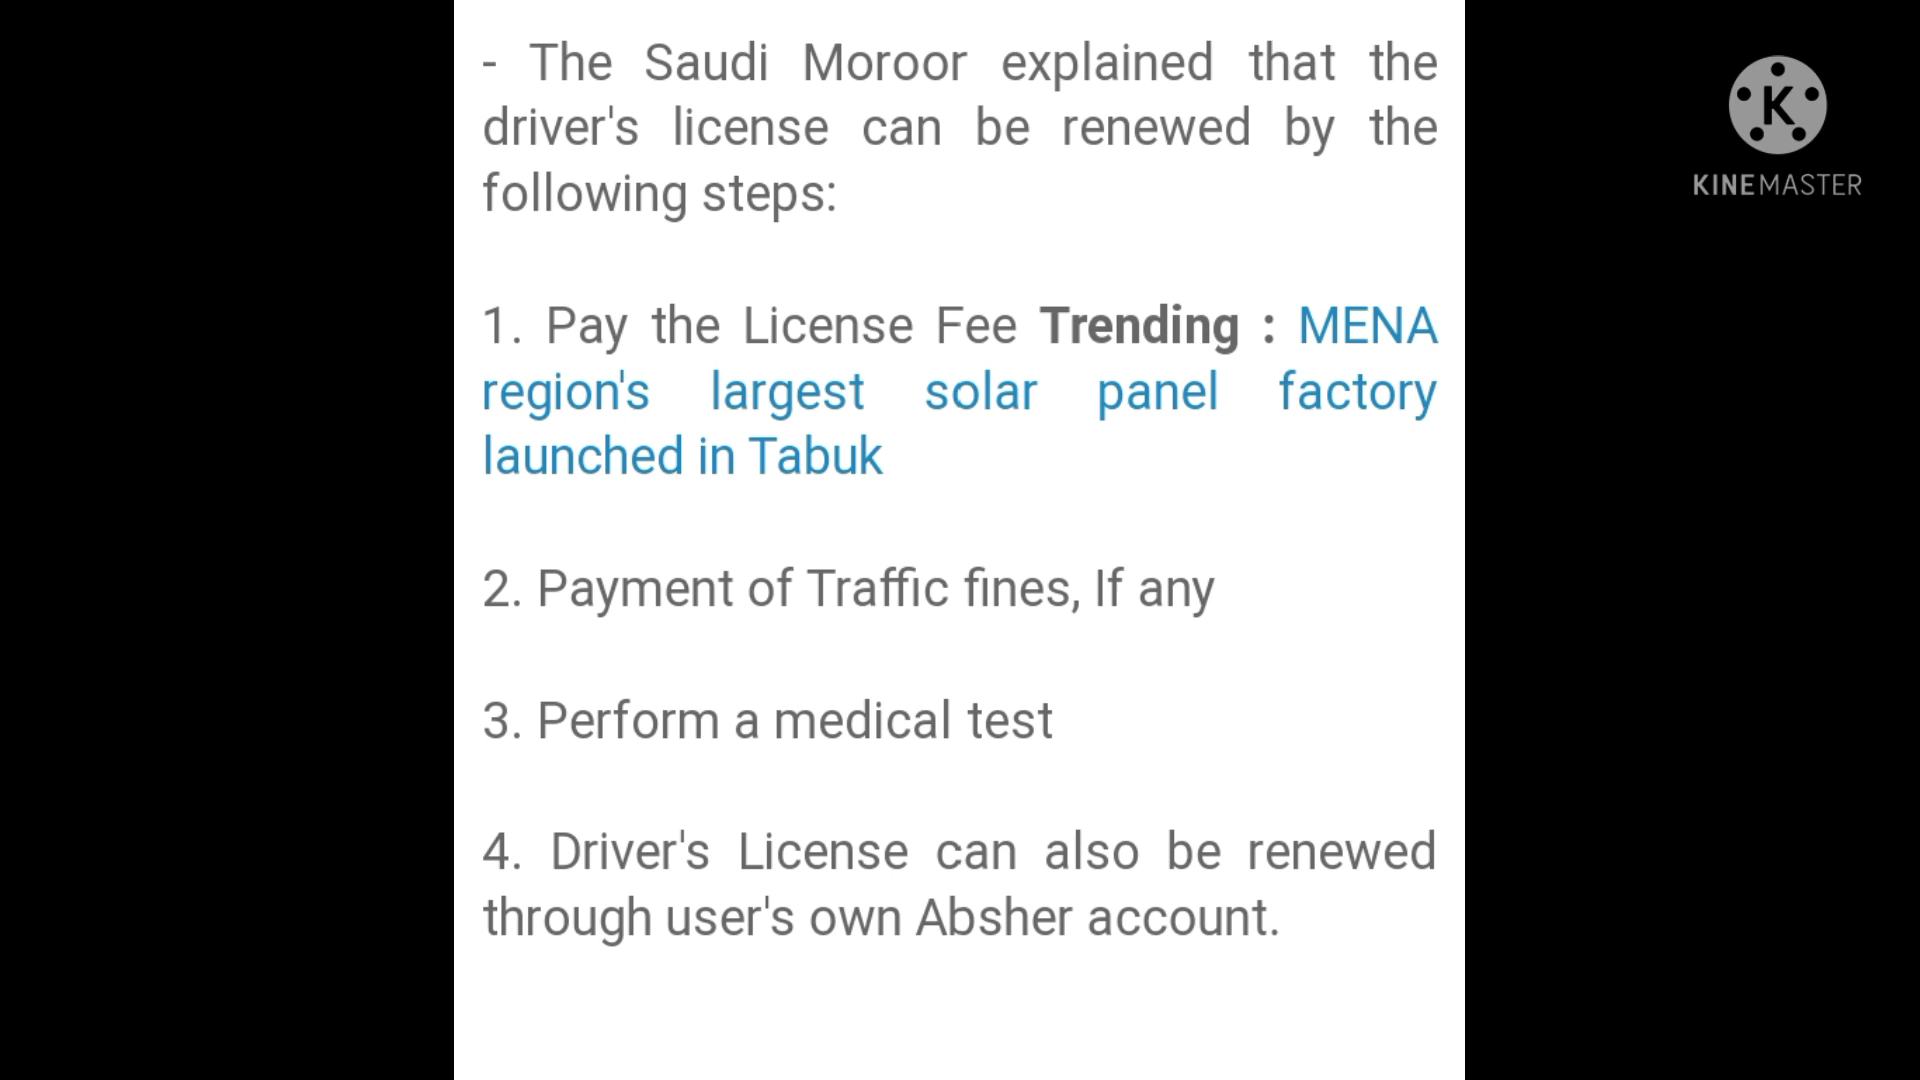 - The Saudi Moroor explained that the
driver's license can be renewed by the
following steps:
1. Pay the License Fee Trending : MENA
region's largest solar panel factory
launched in Tabuk
2. Payment of Traffic fines, If any
3. Perform a medical test
4. Driver's License can also be renewed
through user's own Absher account.
K
KINEMASTER